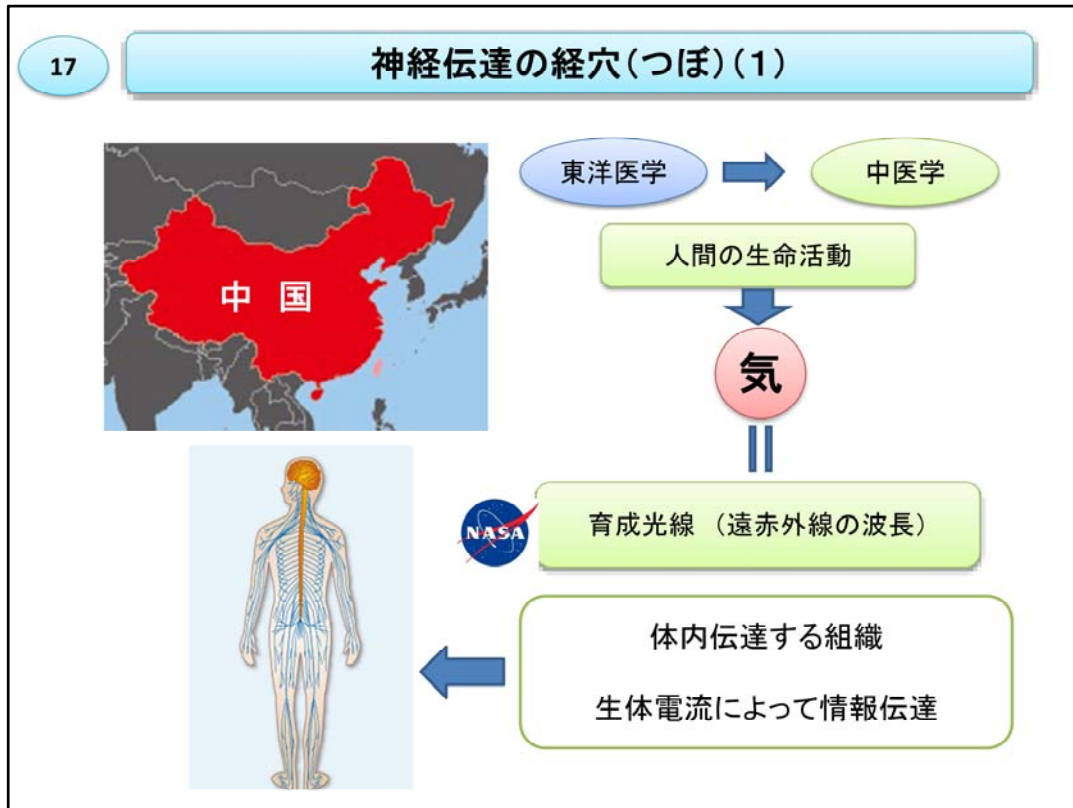 17
神経伝達の経穴(つぼ)(1)
中 国
東洋医学
中医学
人間の生命活動
気
NASA
育成光線 (遠赤外線の波長)
体内伝達する組織
生体電流によって情報伝達